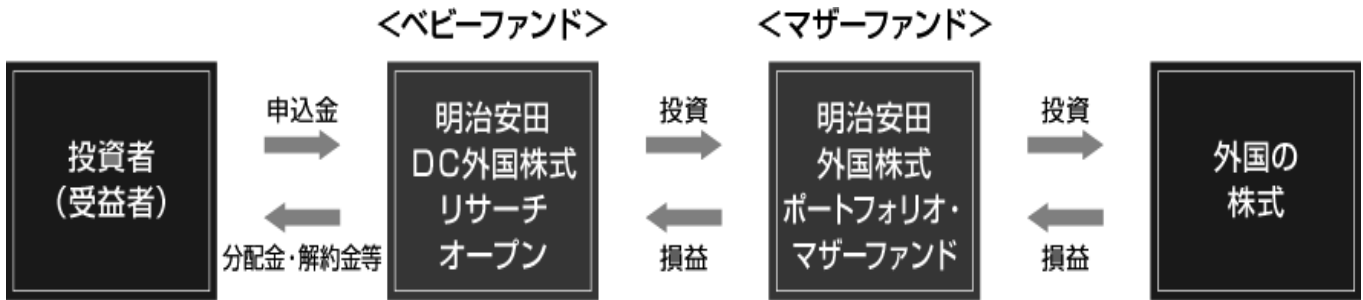 ＜ベビーファンド＞
＜マザーファンド＞
投資者
（受益者）
申込金
分配金・解約金等
明治安田
ＤＣ外国株式
リサーチ
オープン
投資
損益
明治安田
外国株式
ポートフォリオ・
マザーファンド
投資
損益
外国の
株式